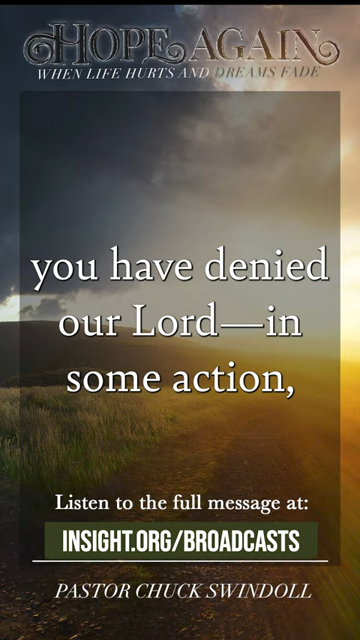 HOPE AGAIN
WHEN LIFE HURTS AND DREAMS FADE
you have denied
our Lord—in
some action,
Listen to the full message at:
INSIGHT.ORG/BROADCASTS
PASTOR CHUCK SWINDOLL